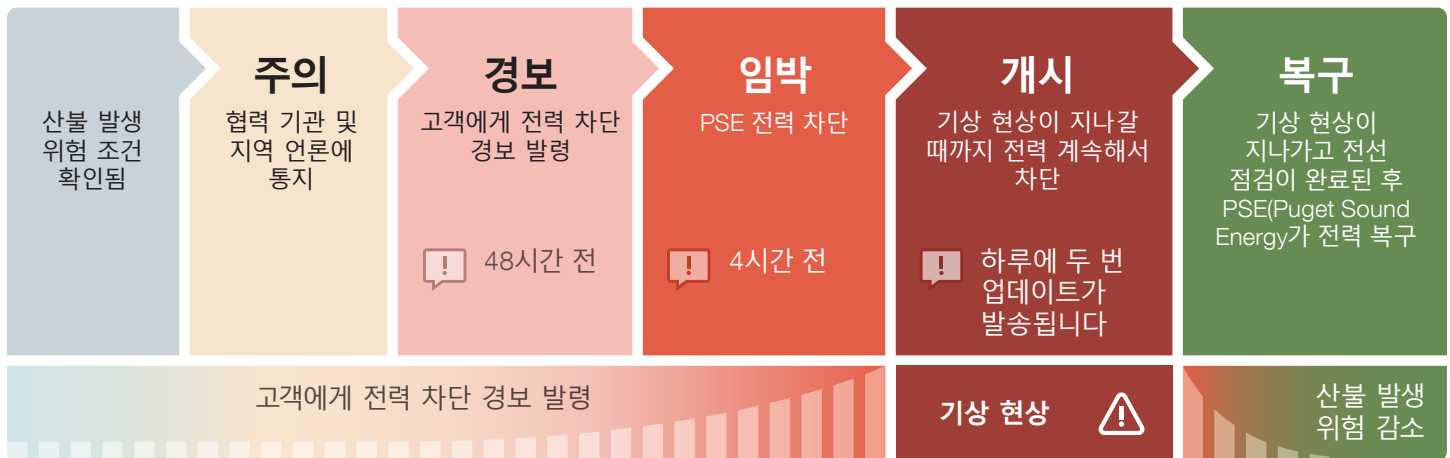 산불 발생
위험 조건
확인됨
주의
협력 기관 및
지역 언론에
통지
경보
고객에게 전력 차단
경보 발령
48시간 전
임박
PSE 전력 차단
4시간 전
개시
기상 현상이 지나갈
때까지 전력 계속해서
차단
하루에 두 번
업데이트가
발송됩니다
복구
기상 현상이
지나가고 전선
점검이 완료된 후
PSE(Puget Sound
Energy가 전력 복구
고객에게 전력 차단 경보 발령
기상 현상
산불 발생
위험 감소